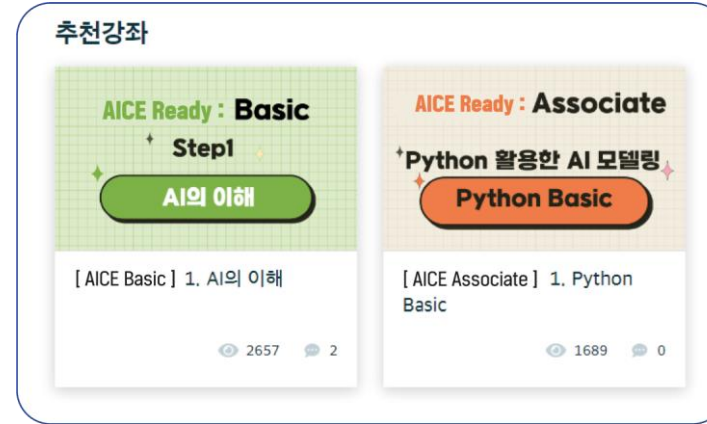 추천강좌
AICE Ready : Basic
Step1
AI의 이해
[ AICE Basic ] 1. AI의 이해
2657 2
AICE Ready : Associate
Python 활용한 AI 모델링
Python Basic
[ AICE Associate ] 1. Python
Basic
1689 0